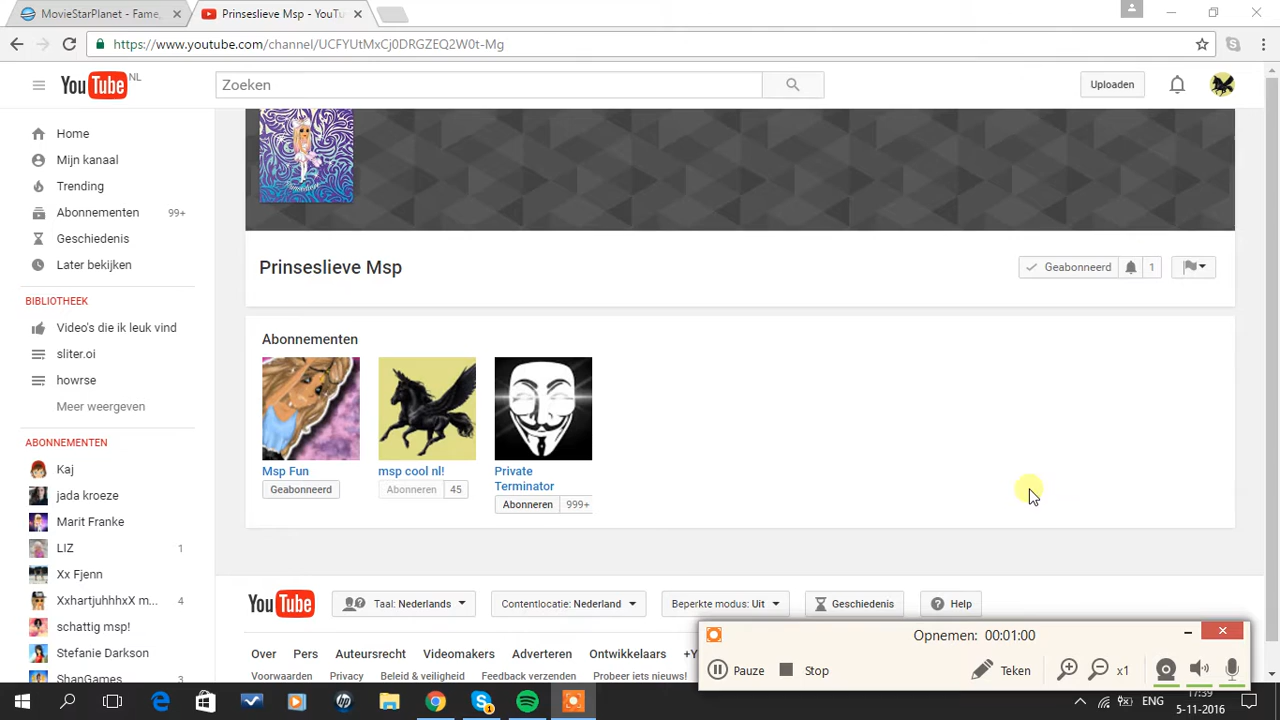 MovieStarPlanet - Fame,
Prinseslieve Msp - YouTu
https://www.youtube.com/channel/UCFYUtMxCj0DRGZEQ2W0t-Mg
YouTube NL
Zoeken
Uploaden
Home
Mijn kanaal
Trending
Abonnementen 99+
Geschiedenis
Later bekijken
BIBLIOTHEEK
Video's die ik leuk vind
sliter.oi
howrse
Meer weergeven
ABONNEMENTEN
Kaj
jada kroeze
Marit Franke
LIZ 1
Xx Fjenn
XxhartjuhhhxX m... 4
schattig msp!
Stefanie Darkson
ShanGames
Prinseslieve Msp
Geabonneerd 1
Abonnementen
Msp Fun
Geabonneerd
msp cool nl!
Abonneren 45
Private
Terminator
Abonneren 999+
YouTube
Taal: Nederlands
Contentlocatie: Nederland
Beperkte modus: Uit
Geschiedenis
Help
Over Pers Auteursrecht Videomakers Adverteren Ontwikkelaars +Y
Voorwaarden Privacy Beleid & veiligheid Feedback verzenden Probeer iets nieuws!
Opnemen: 00:01:00
Pauze
Stop
Teken
x1
ENG
17:39
5-11-2016